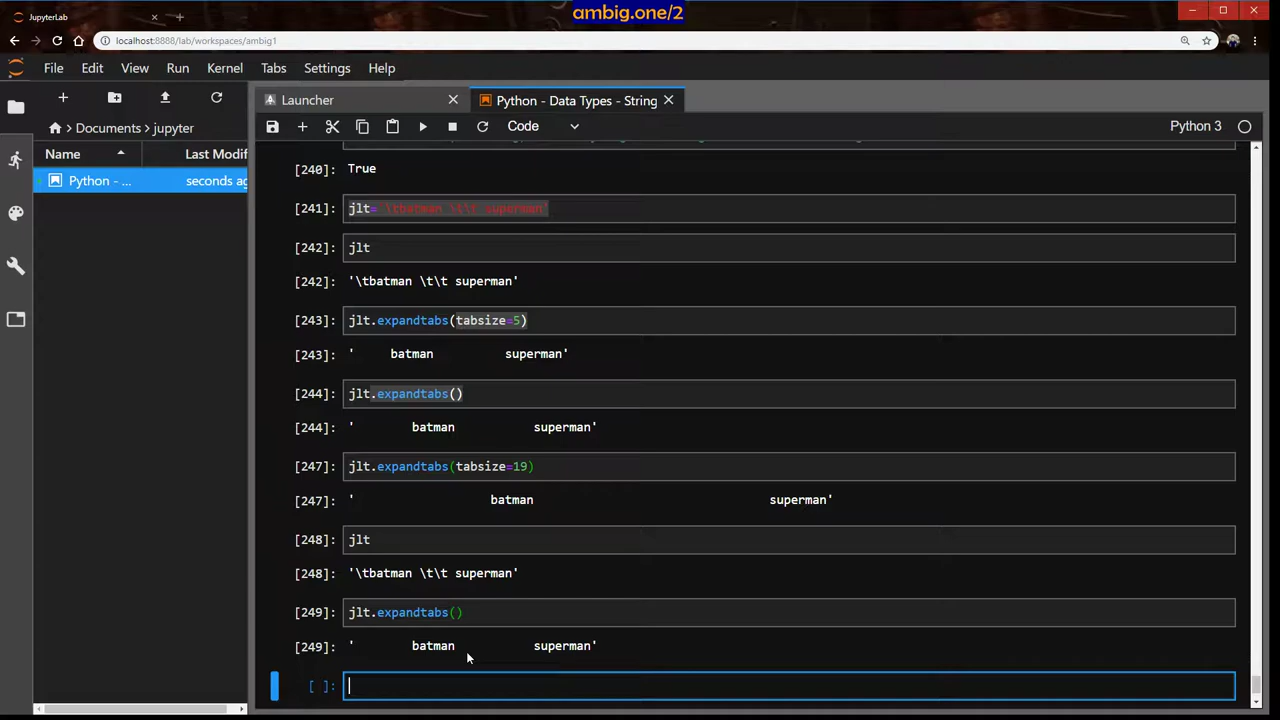 ambig.one/2
JupyterLab
localhost:8888/lab/workspaces/ambig1
File Edit View Run Kernel Tabs Settings Help
Launcher
Python - Data Types - String
Documents > jupyter
Code
Python 3
Name Last Modif
Python - ... seconds ag
[240]: True
[241]: jlt='\tbatman \t\t superman'
[242]: jlt
[242]: '\tbatman \t\t superman'
[243]: jlt.expandtabs(tabsize=5)
[243]: '     batman          superman'
[244]: jlt.expandtabs()
[244]: '        batman           superman'
[247]: jlt.expandtabs(tabsize=19)
[247]: '                   batman                                 superman'
[248]: jlt
[248]: '\tbatman \t\t superman'
[249]: jlt.expandtabs()
[249]: '        batman           superman'
[ ]: